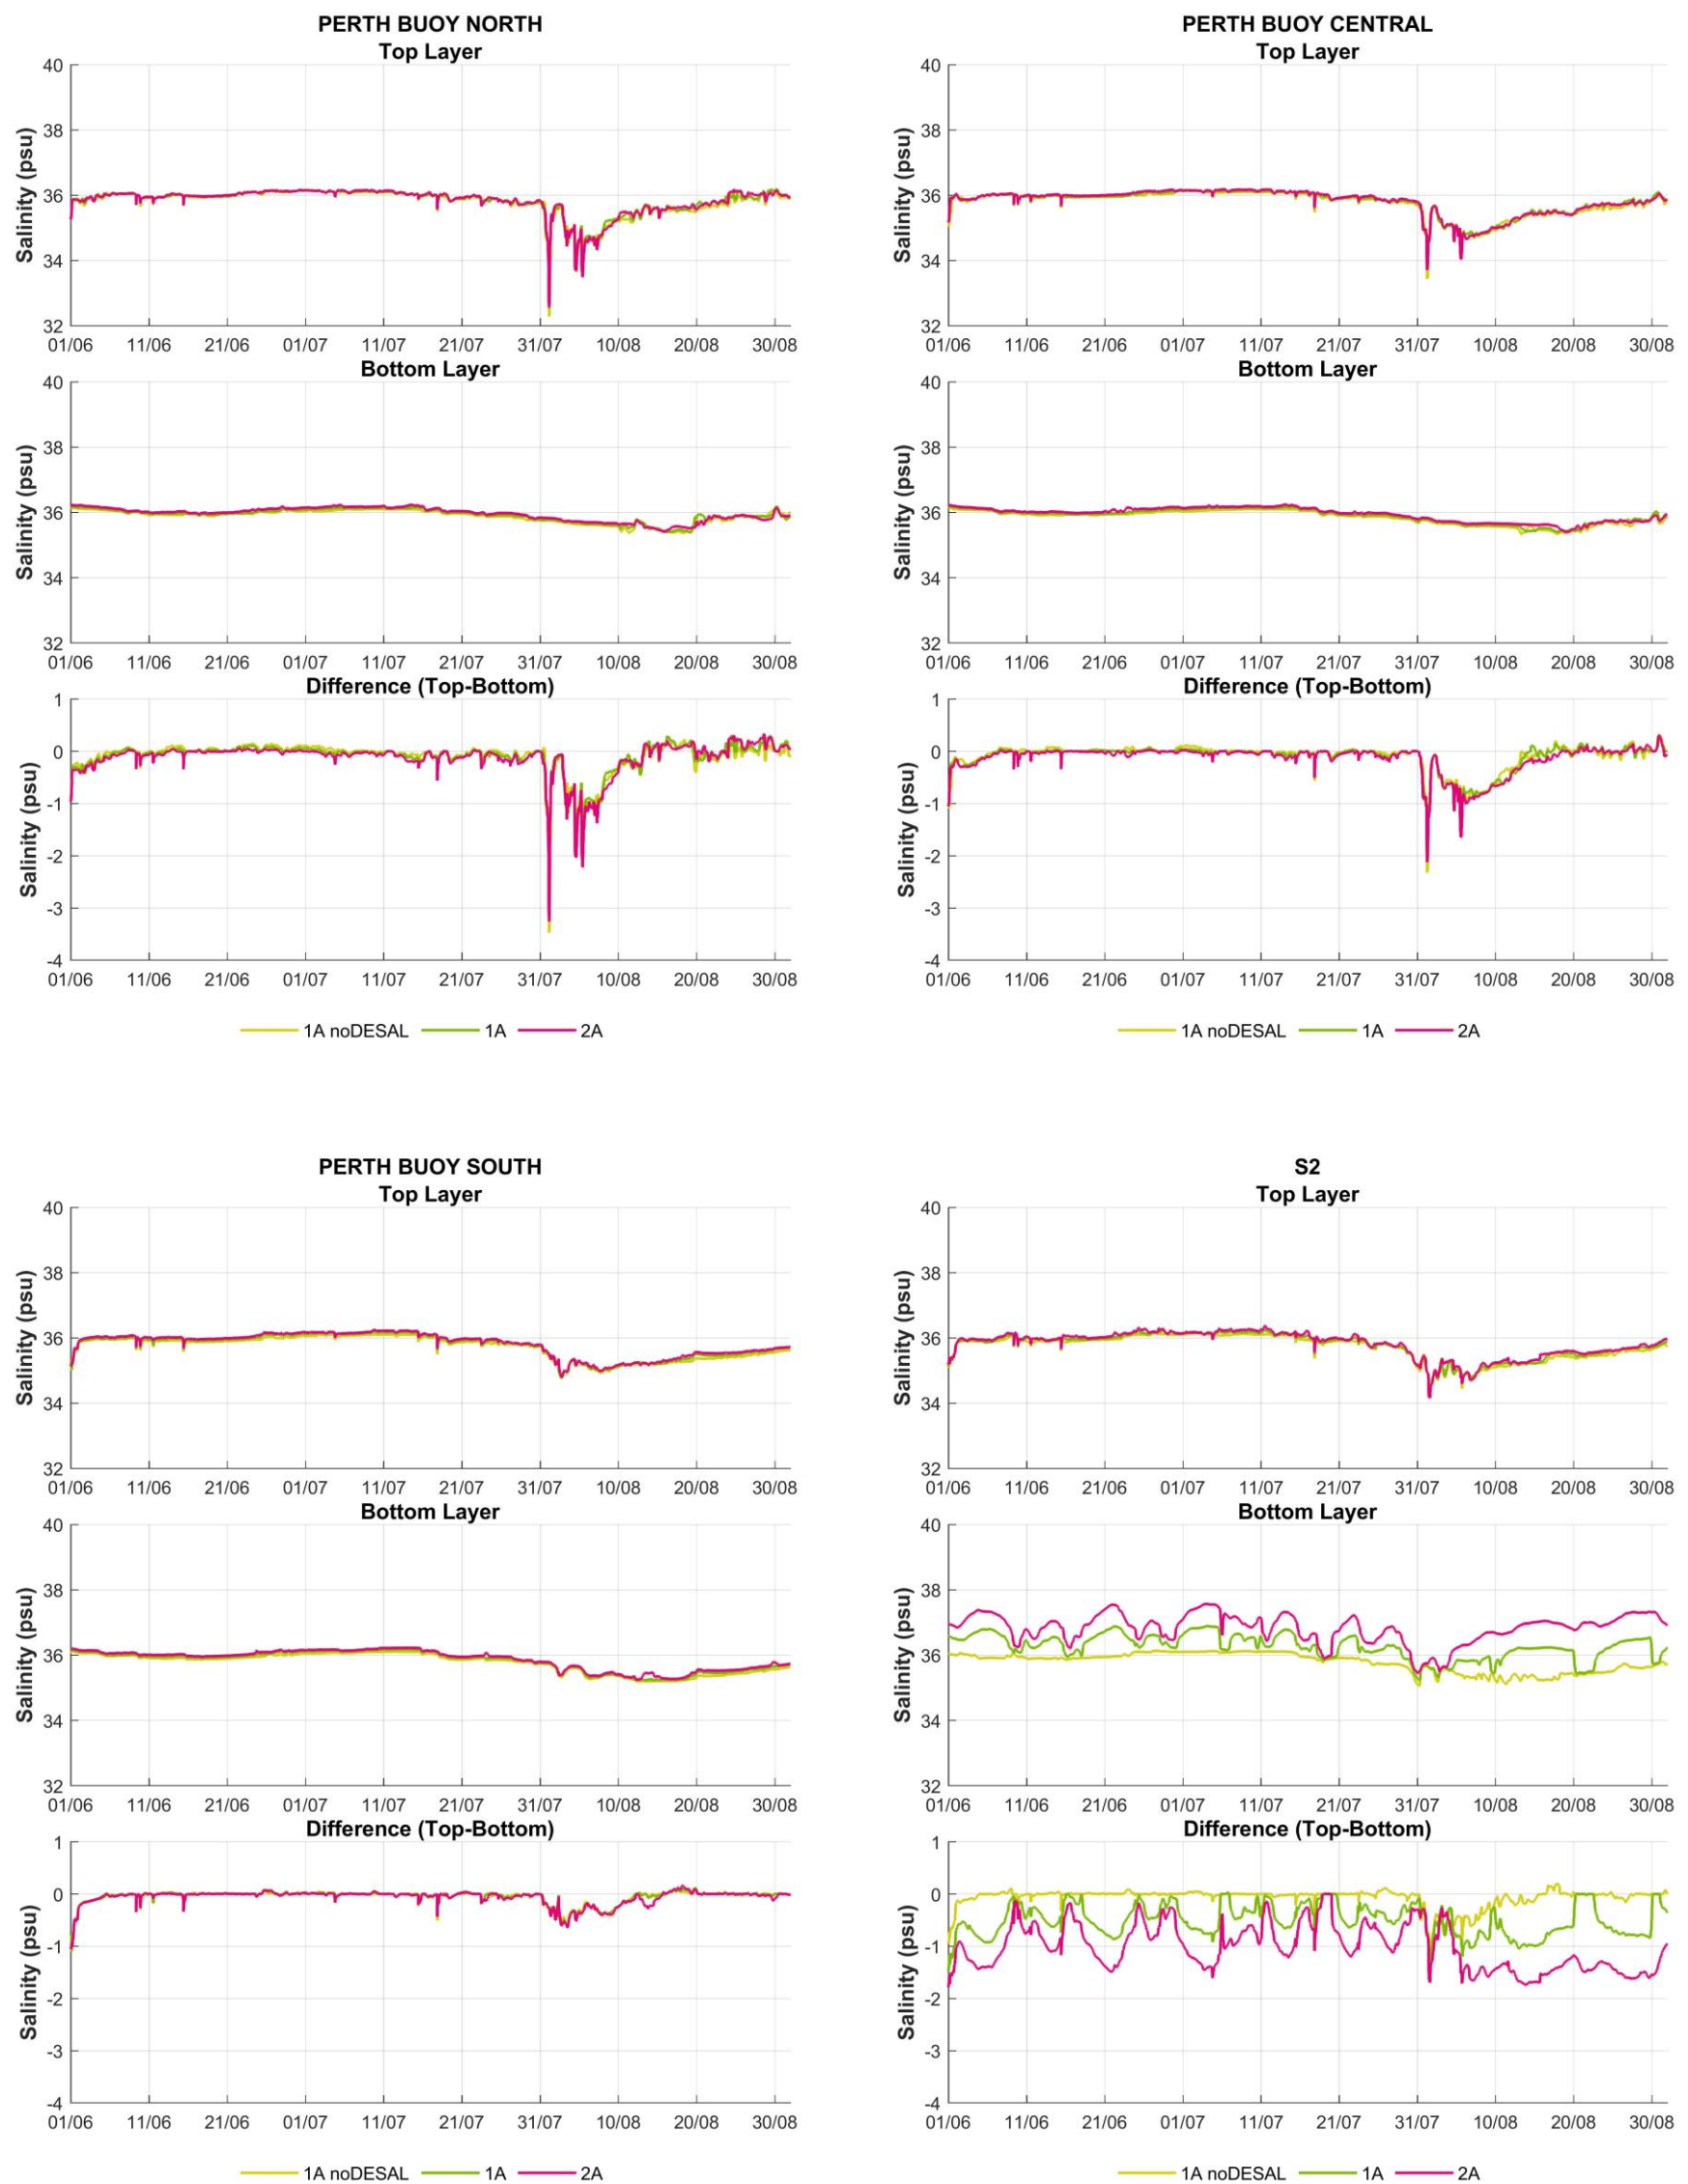 PERTH BUOY NORTH
Top Layer
Salinity (psu)
40
38
36
34
32
01/06 11/06 21/06 01/07 11/07 21/07 31/07 10/08 20/08 30/08
Bottom Layer
Salinity (psu)
40
38
36
34
32
01/06 11/06 21/06 01/07 11/07 21/07 31/07 10/08 20/08 30/08
Difference (Top-Bottom)
Salinity (psu)
1
0
-1
-2
-3
-4
01/06 11/06 21/06 01/07 11/07 21/07 31/07 10/08 20/08 30/08
1A noDESAL 1A 2A
PERTH BUOY CENTRAL
Top Layer
Salinity (psu)
40
38
36
34
32
01/06 11/06 21/06 01/07 11/07 21/07 31/07 10/08 20/08 30/08
Bottom Layer
Salinity (psu)
40
38
36
34
32
01/06 11/06 21/06 01/07 11/07 21/07 31/07 10/08 20/08 30/08
Difference (Top-Bottom)
Salinity (psu)
1
0
-1
-2
-3
-4
01/06 11/06 21/06 01/07 11/07 21/07 31/07 10/08 20/08 30/08
1A noDESAL 1A 2A
PERTH BUOY SOUTH
Top Layer
Salinity (psu)
40
38
36
34
32
01/06 11/06 21/06 01/07 11/07 21/07 31/07 10/08 20/08 30/08
Bottom Layer
Salinity (psu)
40
38
36
34
32
01/06 11/06 21/06 01/07 11/07 21/07 31/07 10/08 20/08 30/08
Difference (Top-Bottom)
Salinity (psu)
1
0
-1
-2
-3
-4
01/06 11/06 21/06 01/07 11/07 21/07 31/07 10/08 20/08 30/08
1A noDESAL 1A 2A
S2
Top Layer
Salinity (psu)
40
38
36
34
32
01/06 11/06 21/06 01/07 11/07 21/07 31/07 10/08 20/08 30/08
Bottom Layer
Salinity (psu)
40
38
36
34
32
01/06 11/06 21/06 01/07 11/07 21/07 31/07 10/08 20/08 30/08
Difference (Top-Bottom)
Salinity (psu)
1
0
-1
-2
-3
-4
01/06 11/06 21/06 01/07 11/07 21/07 31/07 10/08 20/08 30/08
1A noDESAL 1A 2A